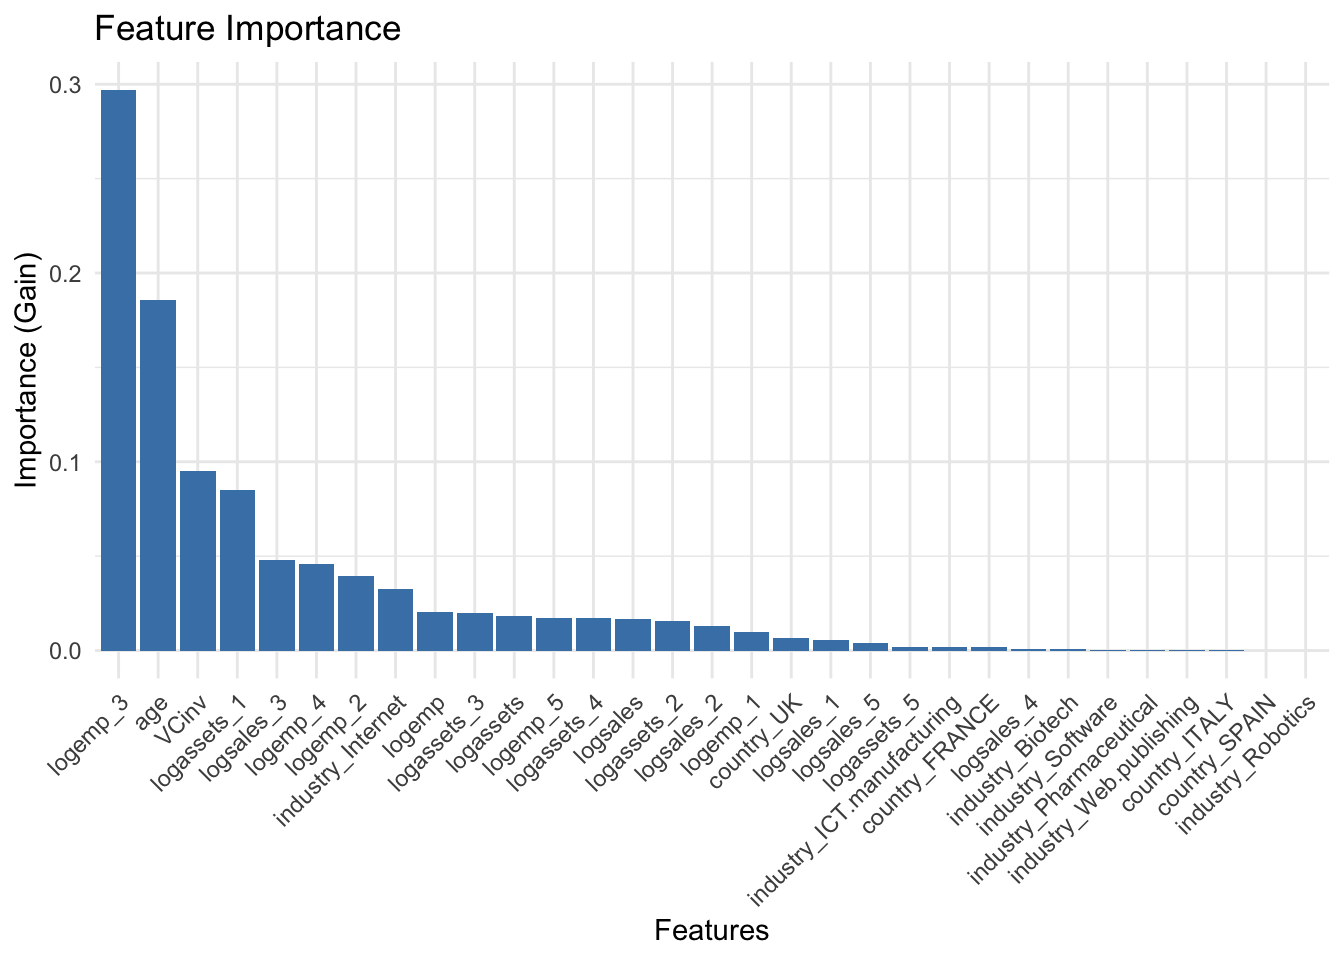 Feature Importance
Importance (Gain)
0.3
0.2
0.1
0.0
logemp_3
age
VCinv
logassets_1
logsales_3
logemp_4
logemp_2
industry_Internet
logemp
logassets_3
logassets
logemp_5
logassets_4
logsales
logassets_2
logsales_2
logemp_1
country_UK
logsales_1
logsales_5
logassets_5
industry_ICT.manufacturing
country_FRANCE
logsales_4
industry_Biotech
industry_Software
industry_Pharmaceutical
industry_Web.publishing
country_ITALY
country_SPAIN
industry_Robotics
Features